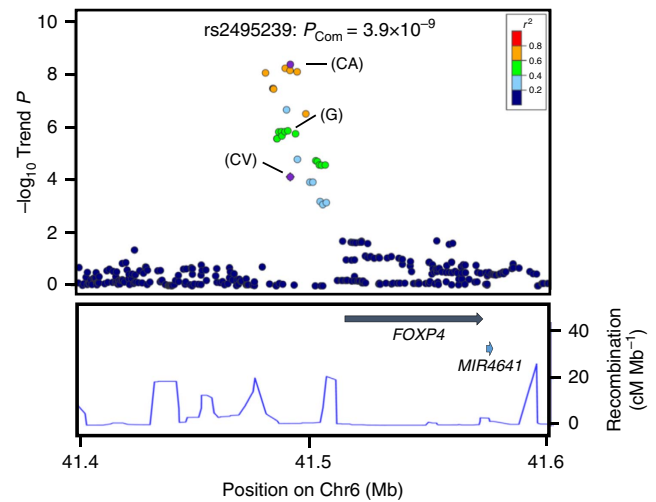 rs2495239: P_Com = 3.9×10⁻⁹
–log₁₀ Trend P
10
8
6
4
2
0
(CA)
(G)
(CV)
r²
0.8
0.6
0.4
0.2
FOXP4
MIR4641
40
20
0
Recombination
(cM Mb⁻¹)
41.4
41.5
41.6
Position on Chr6 (Mb)